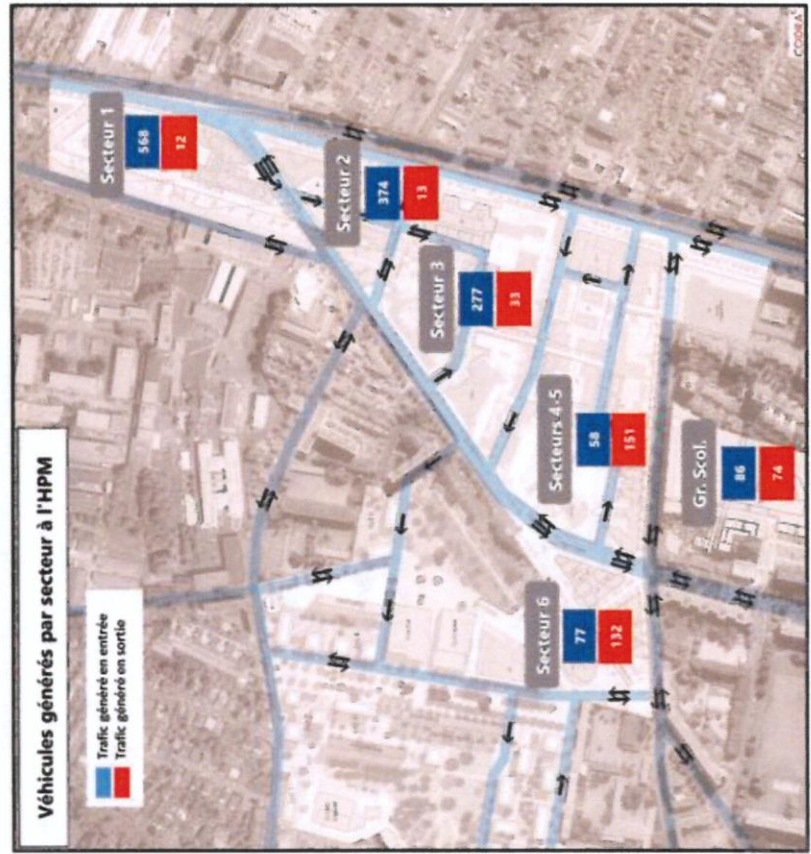 Véhicules générés par secteur à l'HPM
Trafic généré en entrée
Trafic généré en sortie
Secteur 1
568
12
Secteur 2
374
13
Secteur 3
277
33
Secteurs 4-5
58
151
Gr. Scol.
86
74
Secteur 6
77
132